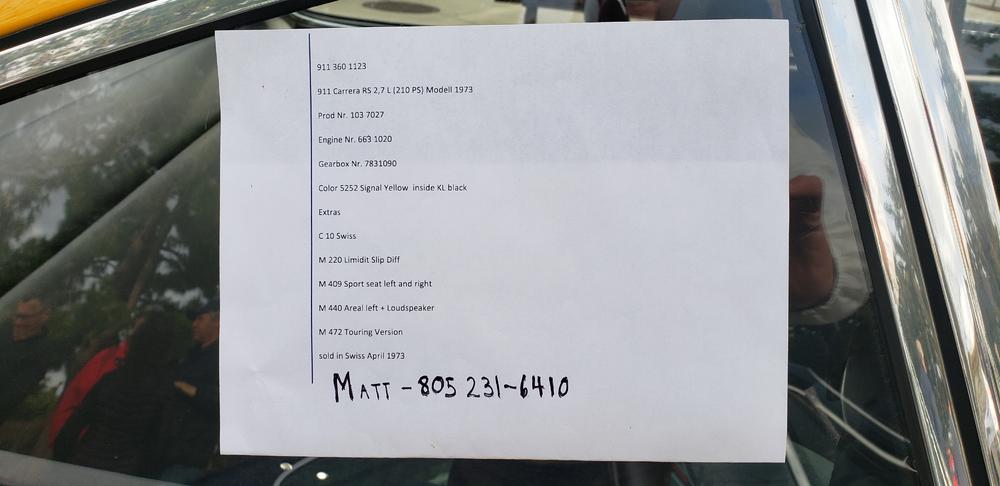 911 360 1123
911 Carrera RS 2,7 L (210 PS) Modell 1973
Prod Nr. 103 7027
Engine Nr. 663 1020
Gearbox Nr. 7831090
Color 5252 Signal Yellow inside KL black
Extras
C 10 Swiss
M 220 Limidit Slip Diff
M 409 Sport seat left and right
M 440 Areal left + Loudspeaker
M 472 Touring Version
sold in Swiss April 1973
MATT - 805 231-6410